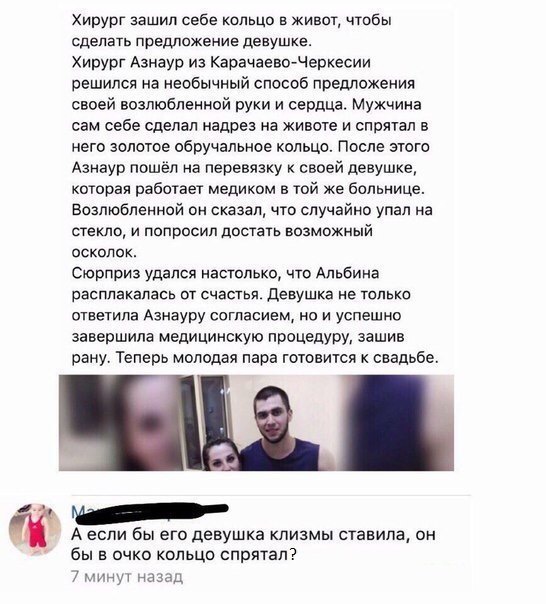 Хирург зашил себе кольцо в живот, чтобы
сделать предложение девушке.
Хирург Азнаур из Карачаево-Черкесии
решился на необычный способ предложения
своей возлюбленной руки и сердца. Мужчина
сам себе сделал надрез на животе и спрятал в
него золотое обручальное кольцо. После этого
Азнаур пошёл на перевязку к своей девушке,
которая работает медиком в той же больнице.
Возлюбленной он сказал, что случайно упал на
стекло, и попросил достать возможный
осколок.
Сюрприз удался настолько, что Альбина
расплакалась от счастья. Девушка не только
ответила Азнауру согласием, но и успешно
завершила медицинскую процедуру, зашив
рану. Теперь молодая пара готовится к свадьбе.
А если бы его девушка клизмы ставила, он
бы в очко кольцо спрятал?
7 минут назад